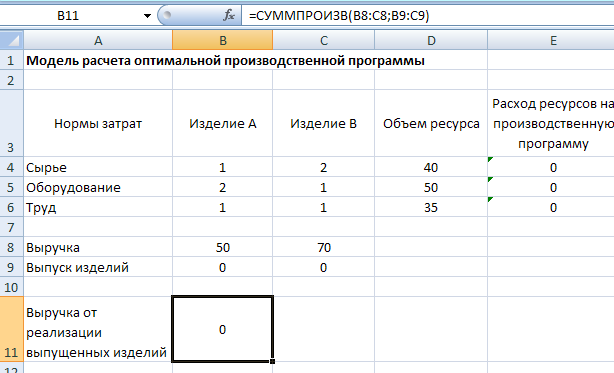 B11 fx =СУММПРОИЗВ(B8:C8;B9:C9)
A B C D E
1 Модель расчета оптимальной производственной программы
2
3 Нормы затрат Изделие А Изделие В Объем ресурса Расход ресурсов на производственную программу
4 Сырье 1 2 40 0
5 Оборудование 2 1 50 0
6 Труд 1 1 35 0
7
8 Выручка 50 70
9 Выпуск изделий 0 0
10
11 Выручка от реализации выпущенных изделий 0
12